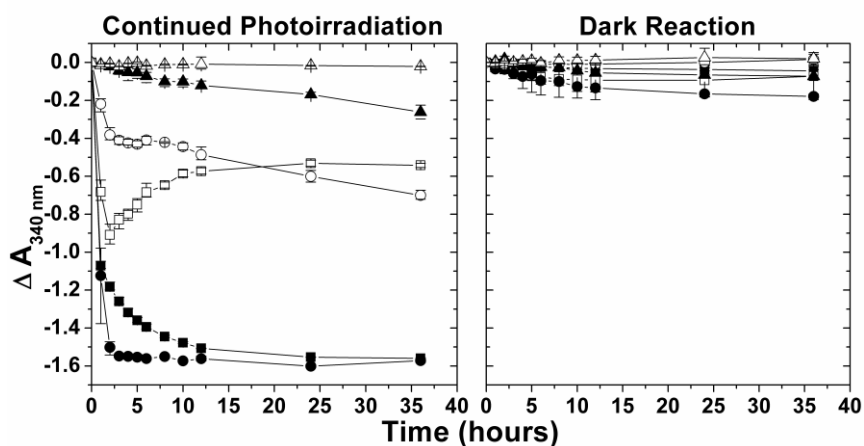 Continued Photoirradiation Dark Reaction
0.0
-0.2
-0.4
-0.6
-0.8
-1.0
-1.2
-1.4
-1.6
Δ A340 nm
0 5 10 15 20 25 30 35 40 0 5 10 15 20 25 30 35 40
Time (hours)